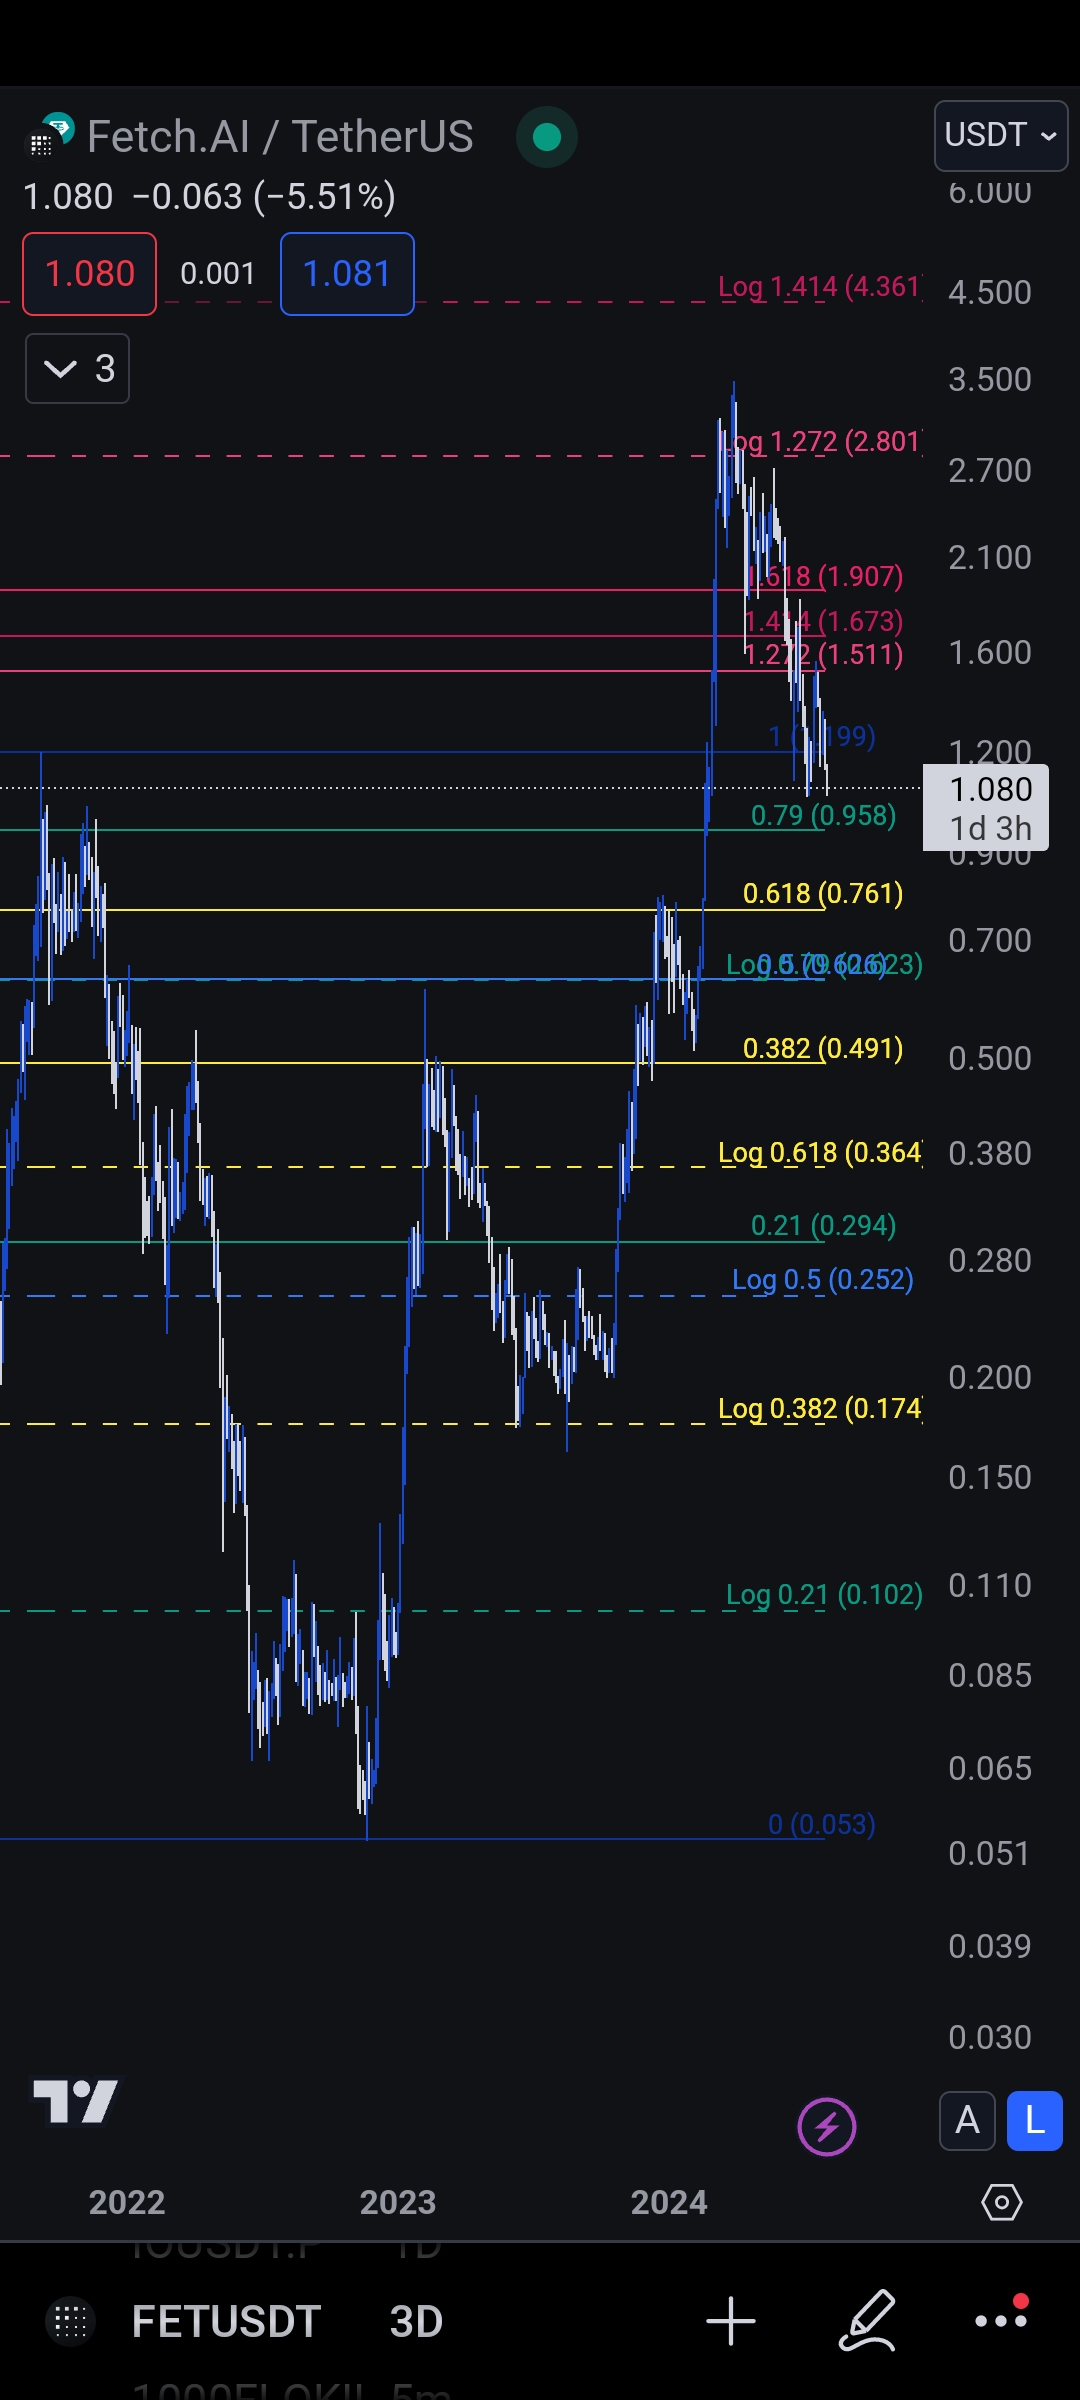 Fetch.AI / TetherUS
USDT
1.080 −0.063 (−5.51%)
6.000
1.080 0.001 1.081
Log 1.414 (4.361
4.500
3
3.500
Log 1.272 (2.801
2.700
2.100
1.618 (1.907)
1.414 (1.673)
1.600
1.272 (1.511)
1 (1.199)
1.200
1.080
1d 3h
0.79 (0.958)
0.900
0.618 (0.761)
0.700
Log 0.79 (0.623)
0.5 (0.626)
0.382 (0.491)
0.500
Log 0.618 (0.364
0.380
0.21 (0.294)
0.280
Log 0.5 (0.252)
0.200
Log 0.382 (0.174
0.150
Log 0.21 (0.102)
0.110
0.085
0.065
0 (0.053)
0.051
0.039
0.030
A L
2022 2023 2024
FETUSDT 3D